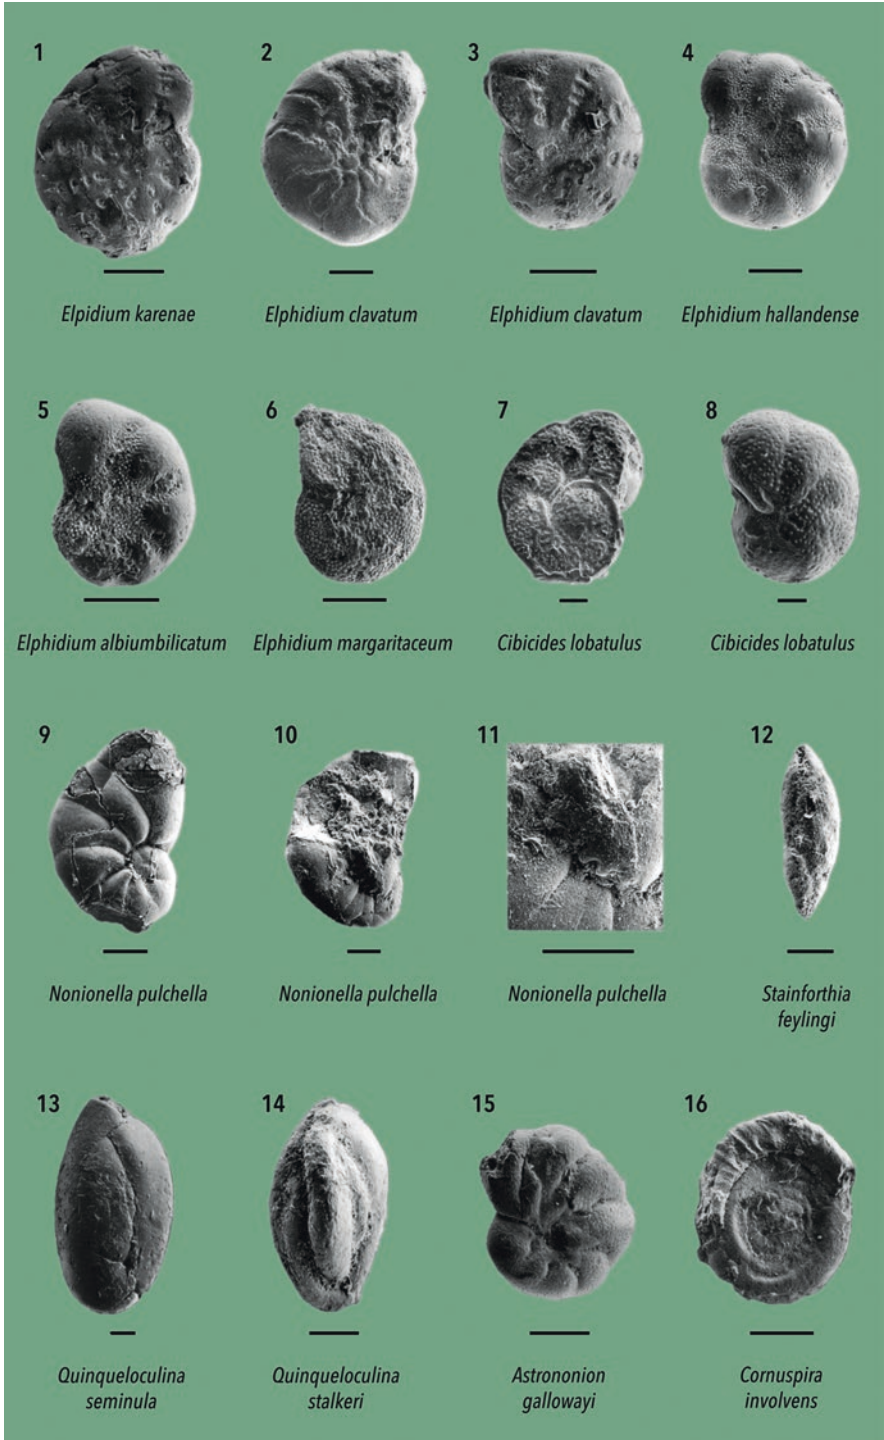 1 2 3 4
Elpidium karenae Elphidium clavatum Elphidium clavatum Elphidium hallandense
5 6 7 8
Elphidium albiumbilicatum Elphidium margaritaceum Cibicides lobatulus Cibicides lobatulus
9 10 11 12
Nonionella pulchella Nonionella pulchella Nonionella pulchella Stainforthia
feylingi
13 14 15 16
Quinqueloculina Quinqueloculina Astrononion Cornuspira
seminula stalkeri gallowayi involvens